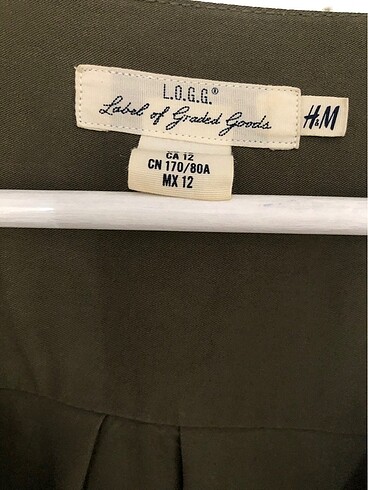 L.O.G.G.®
Label of Graded Goods
H&M
CA 12
CN 170/80A
MX 12